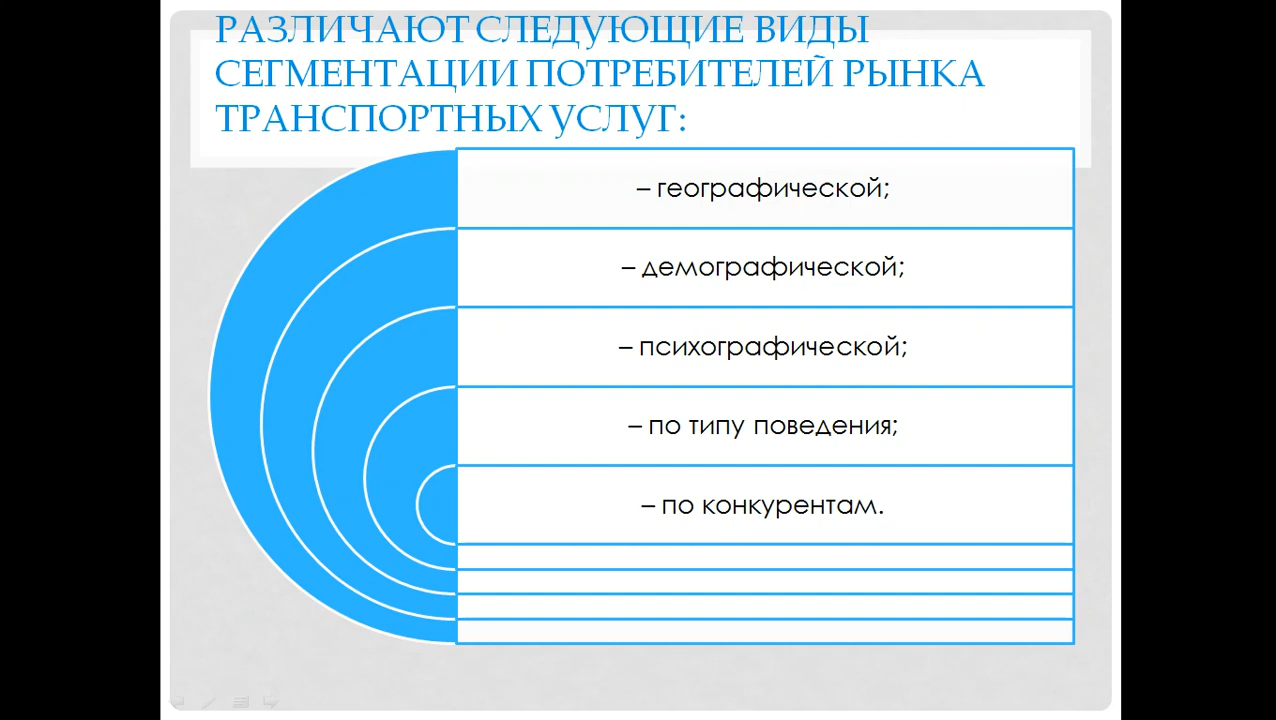 РАЗЛИЧАЮТ СЛЕДУЮЩИЕ ВИДЫ
СЕГМЕНТАЦИИ ПОТРЕБИТЕЛЕЙ РЫНКА
ТРАНСПОРТНЫХ УСЛУГ:
– географической;
– демографической;
– психографической;
– по типу поведения;
– по конкурентам.